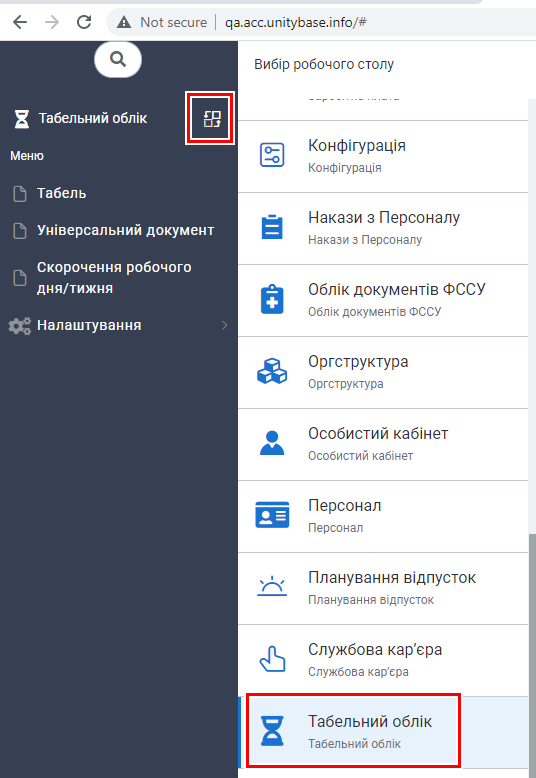 Not secure
qa.acc.unitybase.info/#
Вибір робочого столу
Табельний облік
Меню
Табель
Універсальний документ
Скорочення робочого
дня/тижня
Налаштування
Конфігурація
Конфігурація
Накази з Персоналу
Накази з Персоналу
Облік документів ФССУ
Облік документів ФССУ
Оргструктура
Оргструктура
Особистий кабінет
Особистий кабінет
Персонал
Персонал
Планування відпусток
Планування відпусток
Службова кар’єра
Службова кар’єра
Табельний облік
Табельний облік